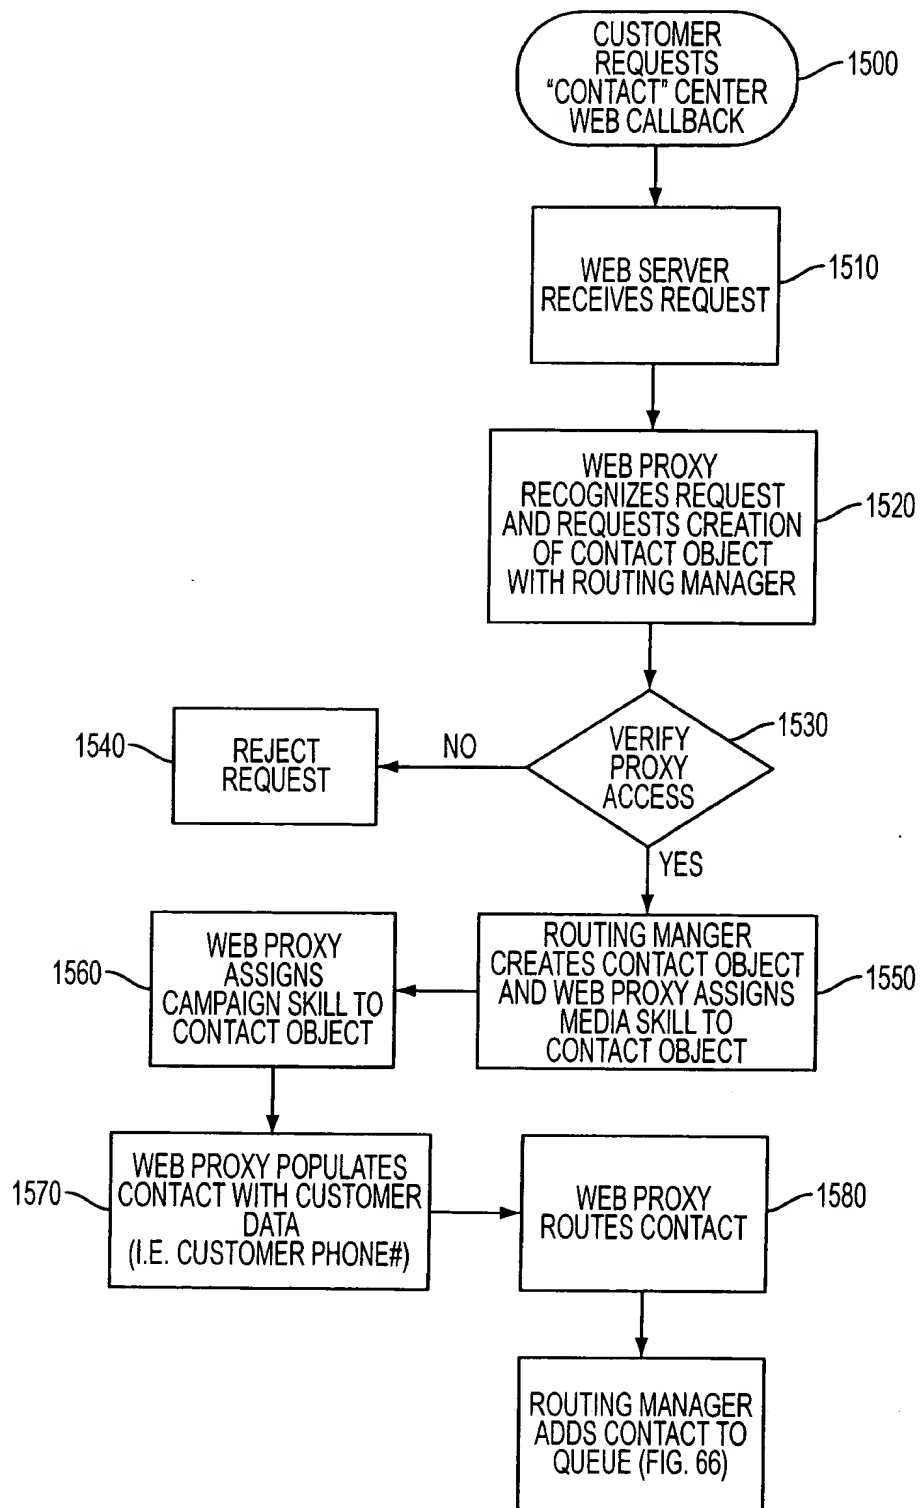 CUSTOMER
REQUESTS
"CONTACT" CENTER
WEB CALLBACK
1500
WEB SERVER
RECEIVES REQUEST
1510
WEB PROXY
RECOGNIZES REQUEST
AND REQUESTS CREATION
OF CONTACT OBJECT
WITH ROUTING MANAGER
1520
VERIFY
PROXY
ACCESS
1530
NO
REJECT
REQUEST
1540
YES
ROUTING MANGER
CREATES CONTACT OBJECT
AND WEB PROXY ASSIGNS
MEDIA SKILL TO
CONTACT OBJECT
1550
WEB PROXY
ASSIGNS
CAMPAIGN SKILL TO
CONTACT OBJECT
1560
WEB PROXY POPULATES
CONTACT WITH CUSTOMER
DATA
(I.E. CUSTOMER PHONE#)
1570
WEB PROXY
ROUTES CONTACT
1580
ROUTING MANAGER
ADDS CONTACT TO
QUEUE (FIG. 66)